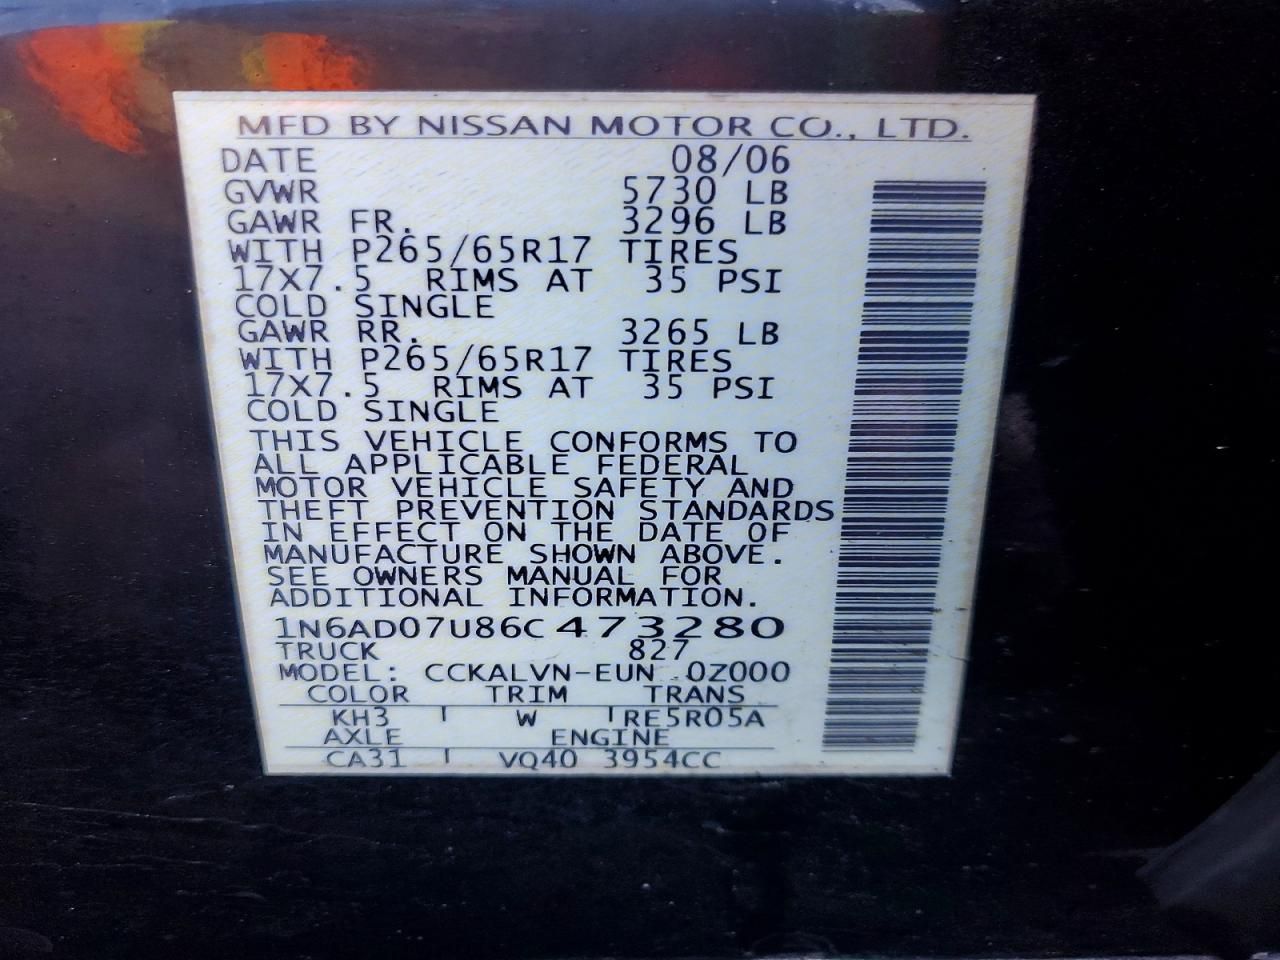 MFD BY NISSAN MOTOR CO., LTD.
DATE 08/06
GVWR 5730 LB
GAWR FR. 3296 LB
WITH P265/65R17 TIRES
17X7.5 RIMS AT 35 PSI
COLD SINGLE
GAWR RR. 3265 LB
WITH P265/65R17 TIRES
17X7.5 RIMS AT 35 PSI
COLD SINGLE
THIS VEHICLE CONFORMS TO
ALL APPLICABLE FEDERAL
MOTOR VEHICLE SAFETY AND
THEFT PREVENTION STANDARDS
IN EFFECT ON THE DATE OF
MANUFACTURE SHOWN ABOVE.
SEE OWNERS MANUAL FOR
ADDITIONAL INFORMATION.
1N6AD07U86C473280
TRUCK 827
MODEL: CCKALVN-EUN 0Z000
COLOR TRIM TRANS
KH3 W RE5R05A
AXLE ENGINE
CA31 VQ40 3954CC